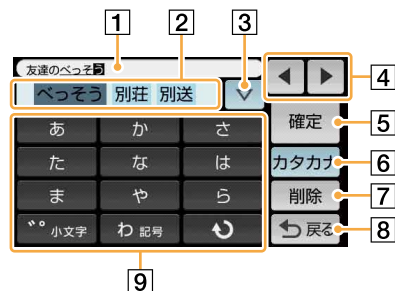 1 2 3
友達のべっそう
べっそう 別荘 別送
4
あ か さ 確定 5
た な は カタカナ 6
ま や ら 削除 7
゛゜小文字 わ 記号 戻る 8
9